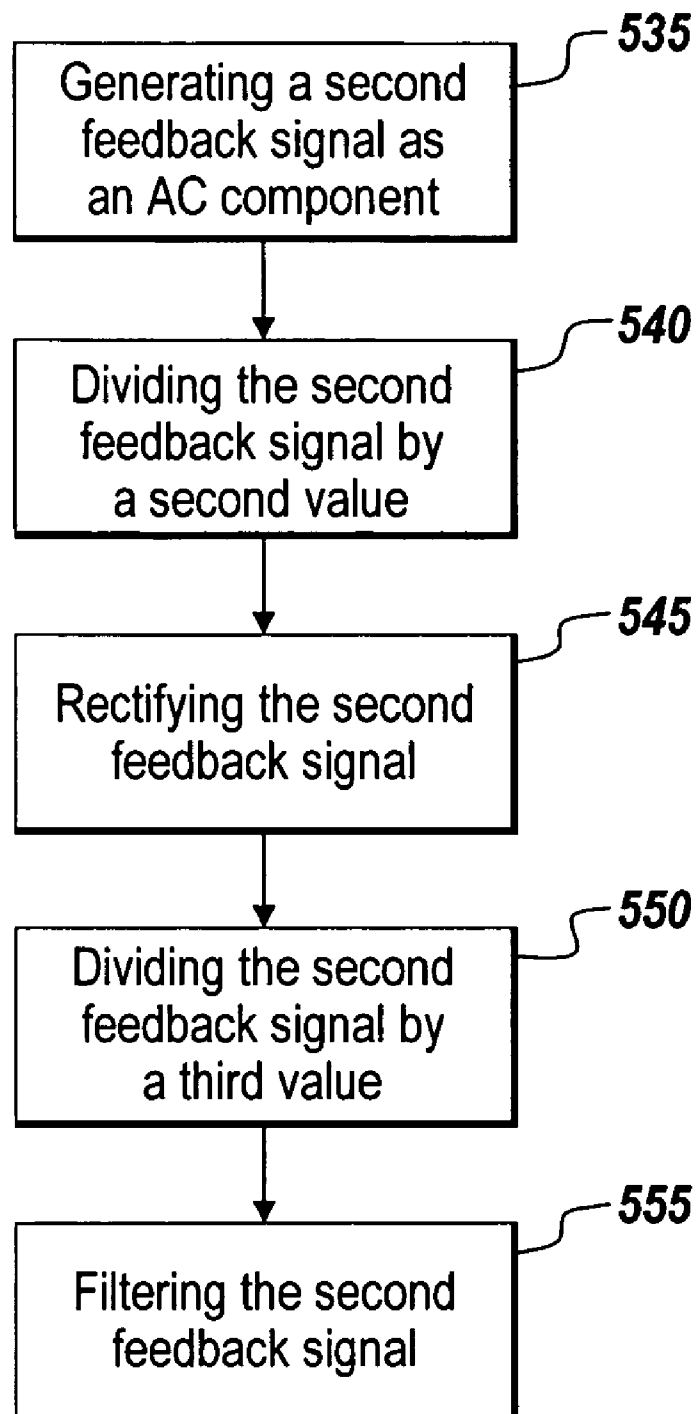 535
Generating a second
feedback signal as
an AC component
540
Dividing the second
feedback signal by
a second value
545
Rectifying the second
feedback signal
550
Dividing the second
feedback signal by
a third value
555
Filtering the second
feedback signal